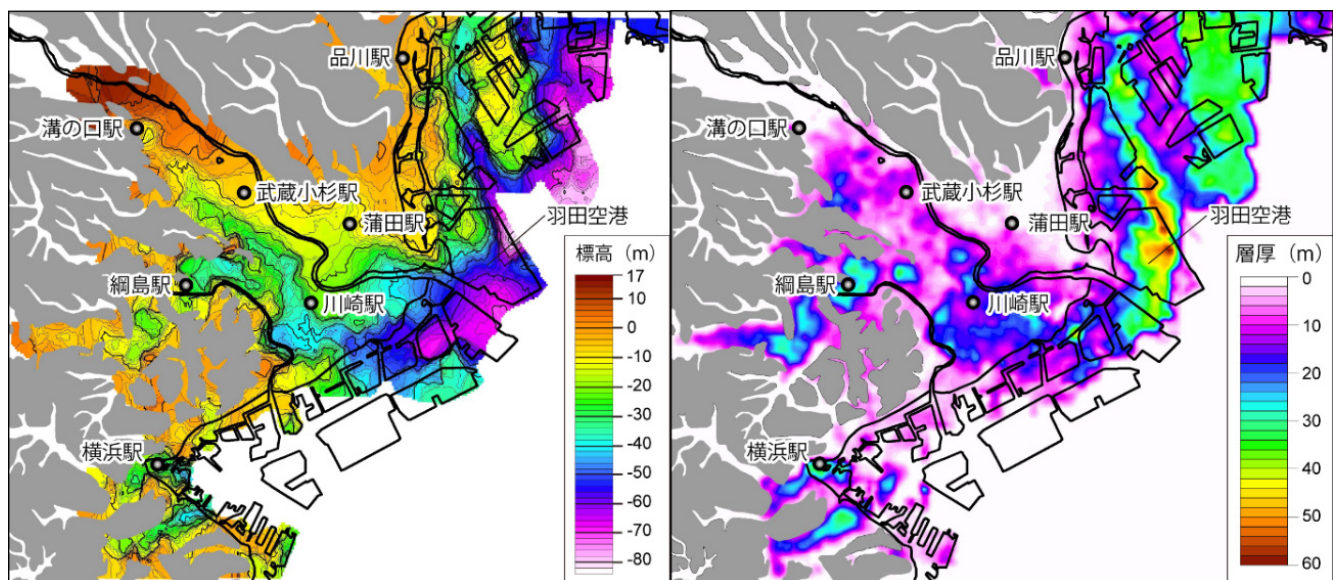 品川駅
溝の口駅
武蔵小杉駅
蒲田駅
羽田空港
綱島駅
川崎駅
横浜駅
標高（m）
17
10
0
-10
-20
-30
-40
-50
-60
-70
-80
品川駅
溝の口駅
武蔵小杉駅
蒲田駅
羽田空港
綱島駅
川崎駅
横浜駅
層厚（m）
0
10
20
30
40
50
60